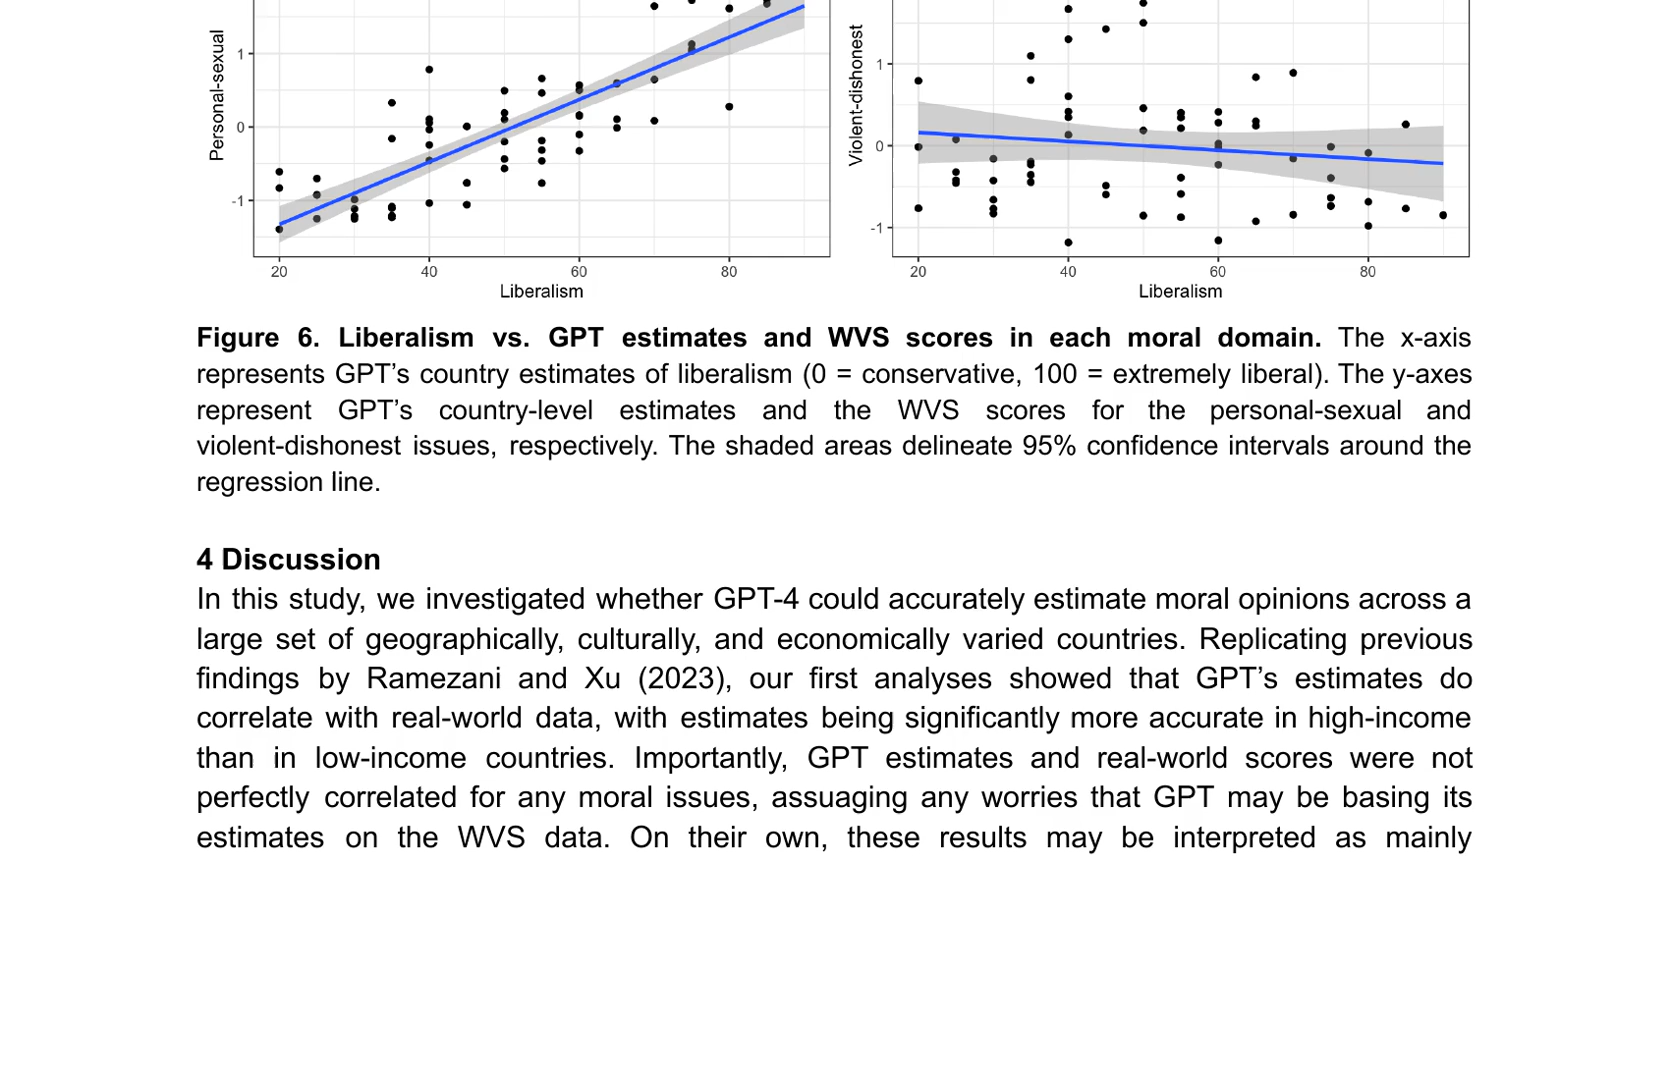 Personal-sexual
1
0
-1
20 40 60 80
Liberalism
Violent-dishonest
1
0
-1
20 40 60 80
Liberalism
Figure 6. Liberalism vs. GPT estimates and WVS scores in each moral domain. The x-axis
represents GPT’s country estimates of liberalism (0 = conservative, 100 = extremely liberal). The y-axes
represent GPT’s country-level estimates and the WVS scores for the personal-sexual and
violent-dishonest issues, respectively. The shaded areas delineate 95% confidence intervals around the
regression line.
4 Discussion
In this study, we investigated whether GPT-4 could accurately estimate moral opinions across a
large set of geographically, culturally, and economically varied countries. Replicating previous
findings by Ramezani and Xu (2023), our first analyses showed that GPT’s estimates do
correlate with real-world data, with estimates being significantly more accurate in high-income
than in low-income countries. Importantly, GPT estimates and real-world scores were not
perfectly correlated for any moral issues, assuaging any worries that GPT may be basing its
estimates on the WVS data. On their own, these results may be interpreted as mainly